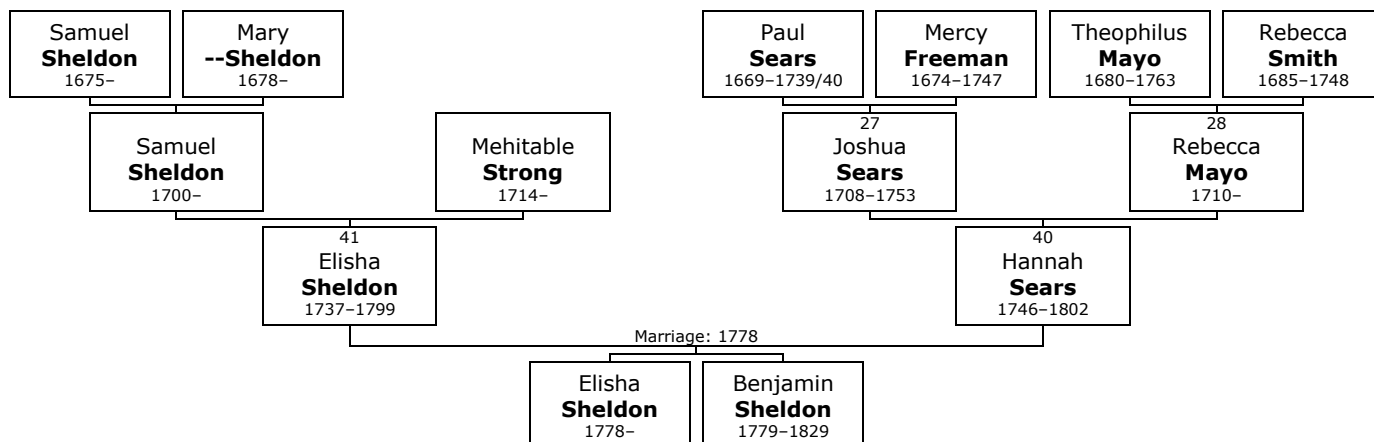 Samuel
Sheldon
1675–
Mary
--Sheldon
1678–
Paul
Sears
1669–1739/40
Mercy
Freeman
1674–1747
Theophilus
Mayo
1680–1763
Rebecca
Smith
1685–1748
Samuel
Sheldon
1700–
Mehitable
Strong
1714–
27
Joshua
Sears
1708–1753
28
Rebecca
Mayo
1710–
41
Elisha
Sheldon
1737–1799
40
Hannah
Sears
1746–1802
Marriage: 1778
Elisha
Sheldon
1778–
Benjamin
Sheldon
1779–1829